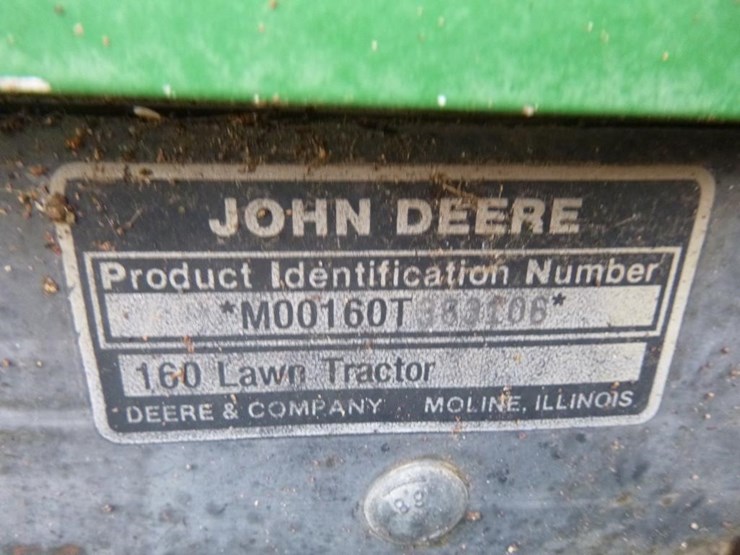 JOHN DEERE
Product Identification Number
*M00160T
160 Lawn Tractor
DEERE & COMPANY MOLINE, ILLINOIS